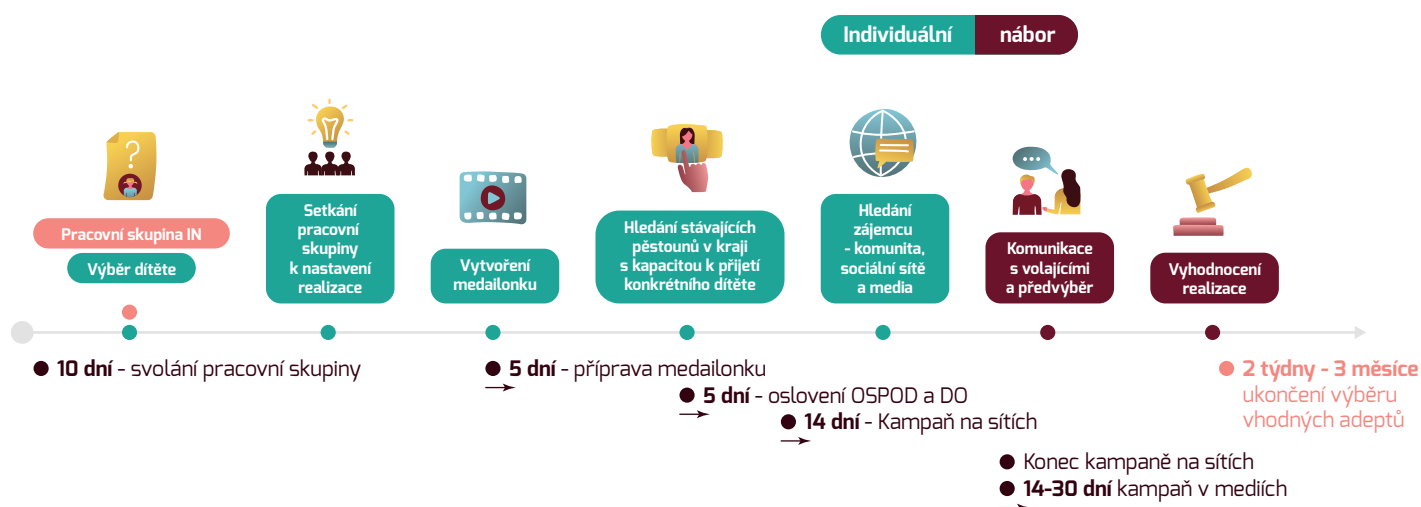 Individuální nábor
?
Pracovní skupina IN
Výběr dítěte
Setkání
pracovní
skupiny
k nastavení
realizace
Vytvoření
medailonku
Hledání stávajících
pěstounů v kraji
s kapacitou k přijetí
konkrétního dítěte
Hledání
zájemcu
- komunita,
sociální sítě
a media
Komunikace
s volajícími
a předvýběr
Vyhodnocení
realizace
10 dní - svolání pracovní skupiny
5 dní - příprava medailonku
5 dní - oslovení OSPOD a DO
14 dní - Kampaň na sítích
Konec kampaně na sítích
14-30 dní kampaň v mediích
2 týdny - 3 měsíce
ukončení výběru
vhodných adeptů